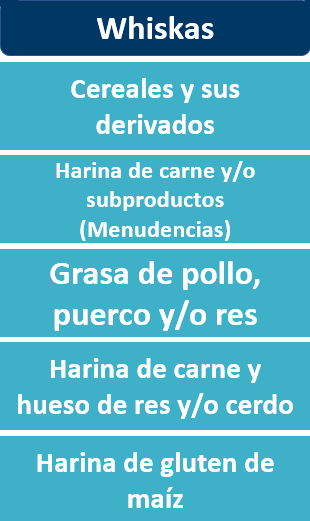 Whiskas
Cereales y sus
derivados
Harina de carne y/o
subproductos
(Menudencias)
Grasa de pollo,
puerco y/o res
Harina de carne y
hueso de res y/o cerdo
Harina de gluten de
maíz